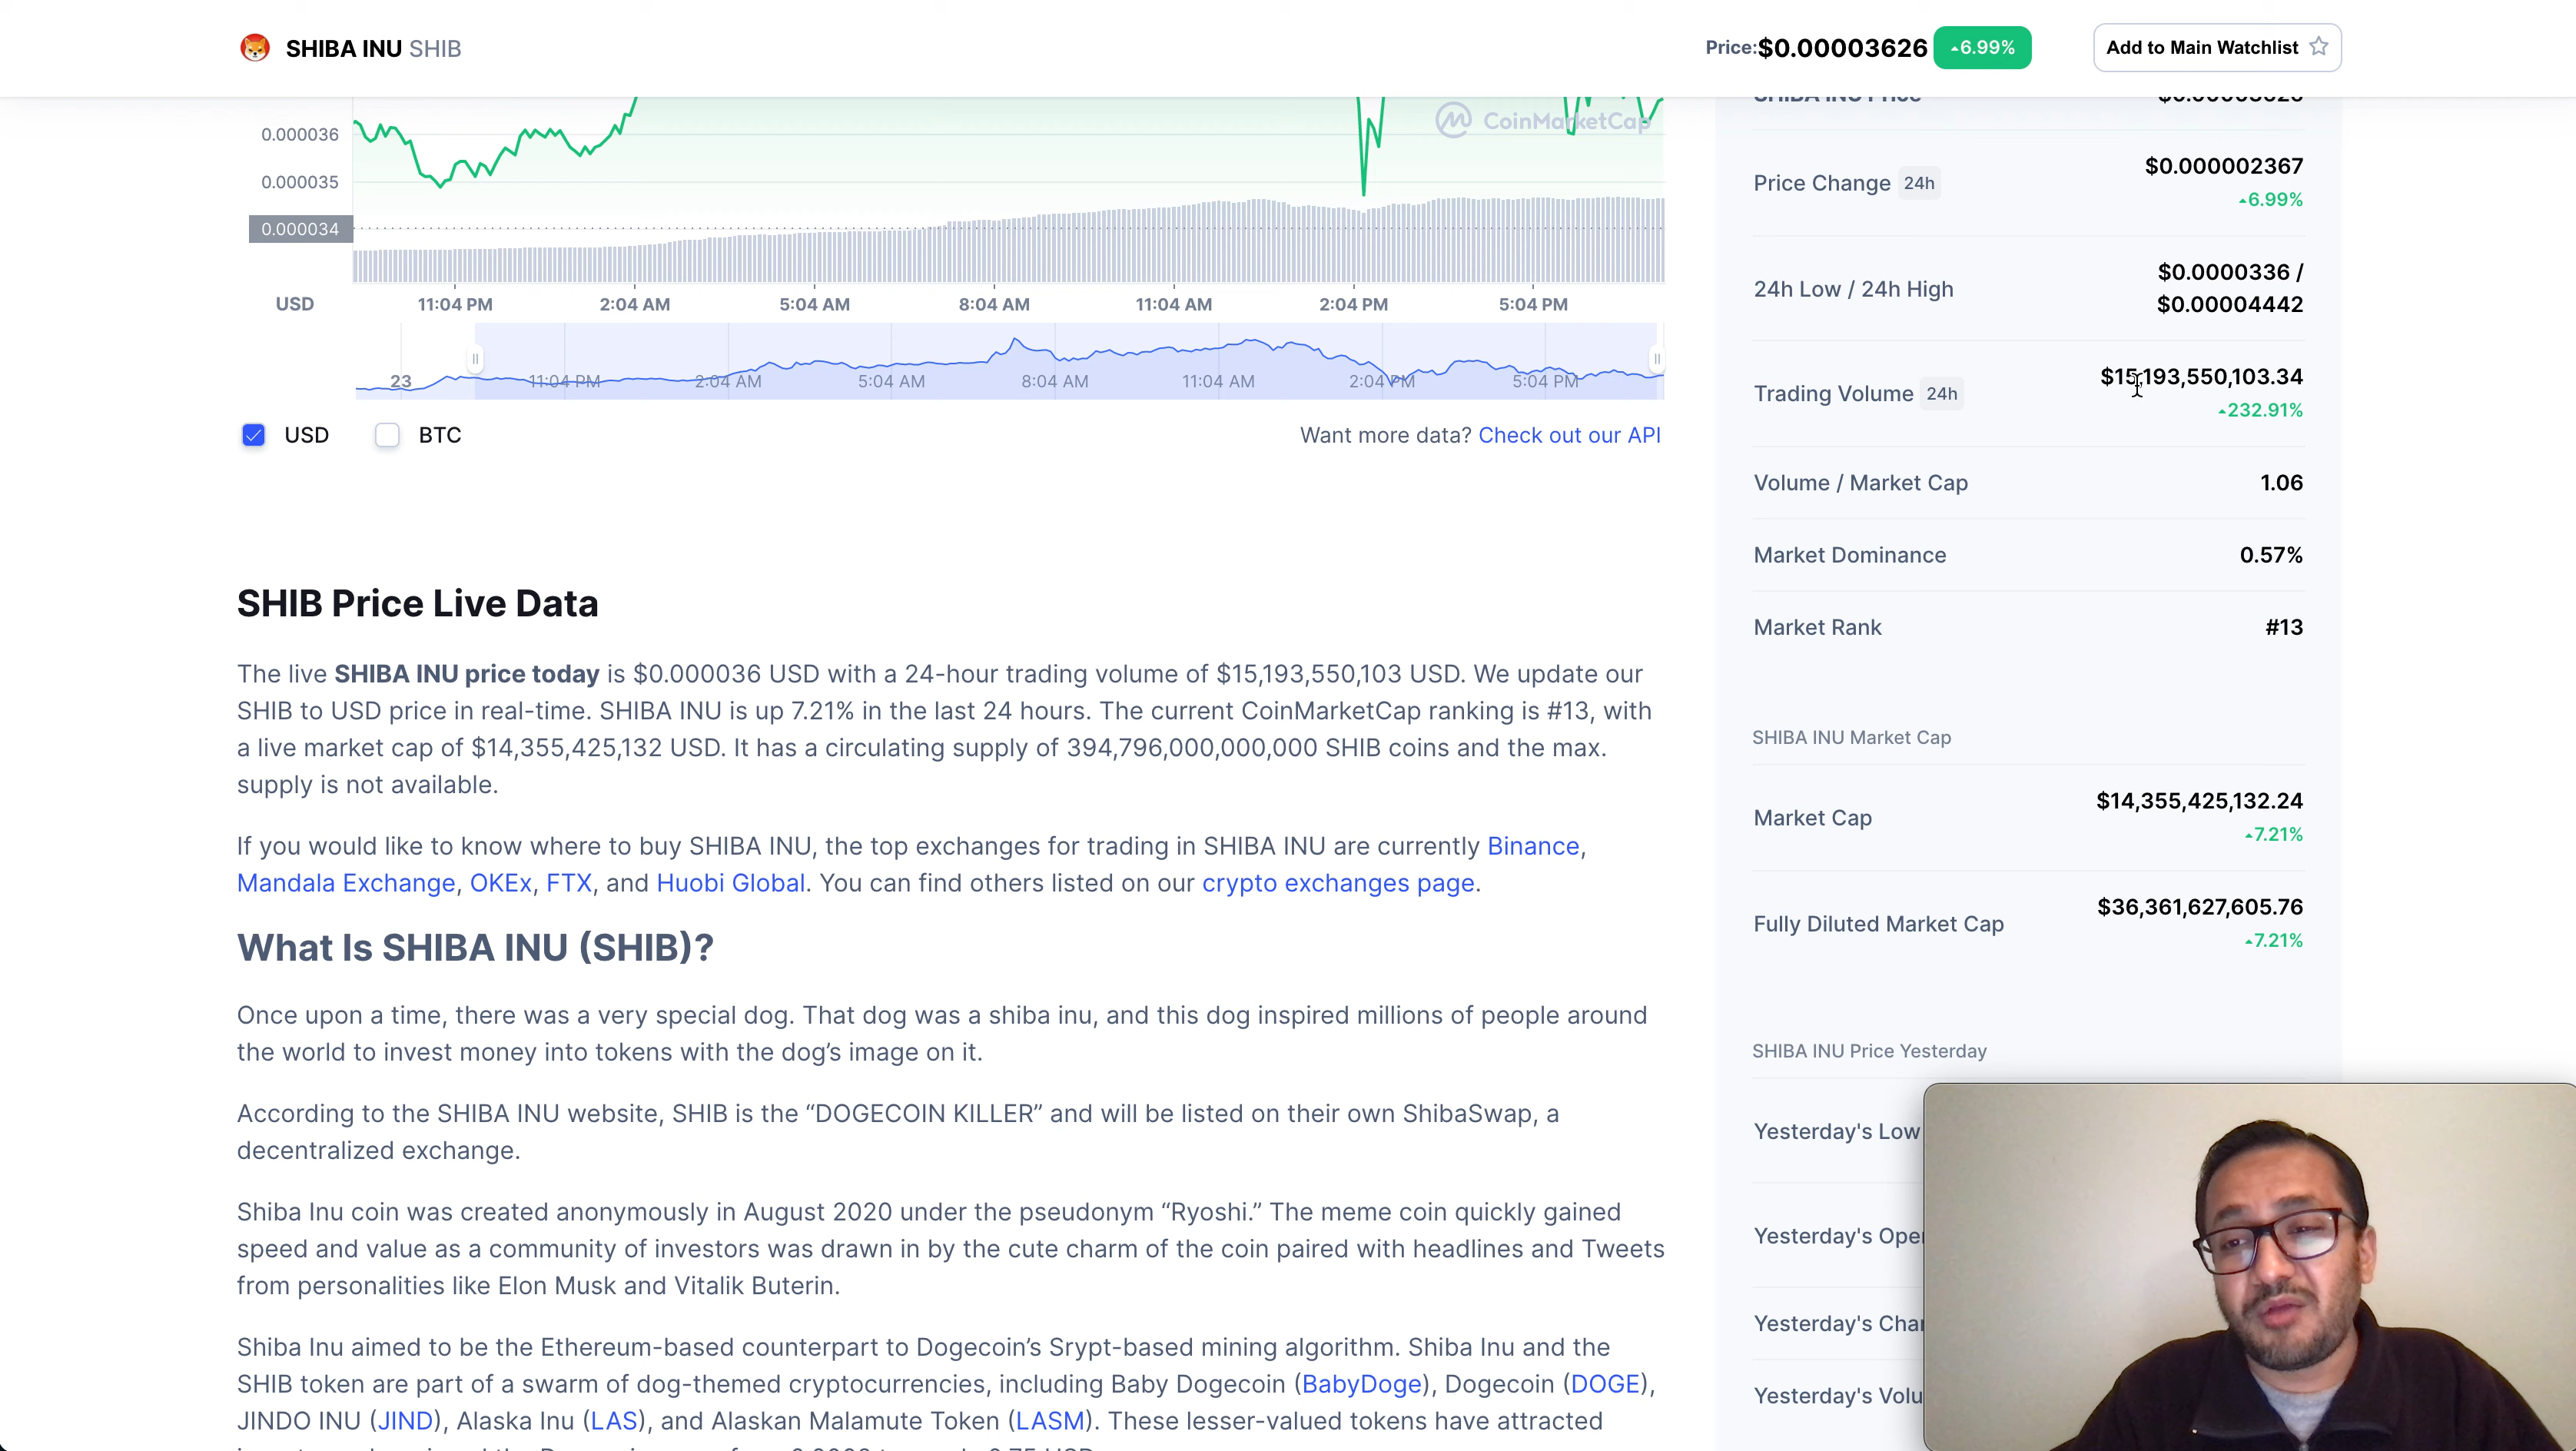 SHIBA INU SHIB
Price:$0.00003626 6.99%
Add to Main Watchlist
0.000036
0.000035
0.000034
CoinMarketCap
USD 11:04 PM 2:04 AM 5:04 AM 8:04 AM 11:04 AM 2:04 PM 5:04 PM
23 11:04 PM 2:04 AM 5:04 AM 8:04 AM 11:04 AM 2:04 PM 5:04 PM
USD BTC
Want more data? Check out our API
SHIB Price Live Data
The live SHIBA INU price today is $0.000036 USD with a 24-hour trading volume of $15,193,550,103 USD. We update our
SHIB to USD price in real-time. SHIBA INU is up 7.21% in the last 24 hours. The current CoinMarketCap ranking is #13, with
a live market cap of $14,355,425,132 USD. It has a circulating supply of 394,796,000,000,000 SHIB coins and the max.
supply is not available.
If you would like to know where to buy SHIBA INU, the top exchanges for trading in SHIBA INU are currently Binance,
Mandala Exchange, OKEx, FTX, and Huobi Global. You can find others listed on our crypto exchanges page.
What Is SHIBA INU (SHIB)?
Once upon a time, there was a very special dog. That dog was a shiba inu, and this dog inspired millions of people around
the world to invest money into tokens with the dog’s image on it.
According to the SHIBA INU website, SHIB is the “DOGECOIN KILLER” and will be listed on their own ShibaSwap, a
decentralized exchange.
Shiba Inu coin was created anonymously in August 2020 under the pseudonym “Ryoshi.” The meme coin quickly gained
speed and value as a community of investors was drawn in by the cute charm of the coin paired with headlines and Tweets
from personalities like Elon Musk and Vitalik Buterin.
Shiba Inu aimed to be the Ethereum-based counterpart to Dogecoin’s Srypt-based mining algorithm. Shiba Inu and the
SHIB token are part of a swarm of dog-themed cryptocurrencies, including Baby Dogecoin (BabyDoge), Dogecoin (DOGE),
JINDO INU (JIND), Alaska Inu (LAS), and Alaskan Malamute Token (LASM). These lesser-valued tokens have attracted
Price Change 24h
$0.000002367
6.99%
24h Low / 24h High
$0.0000336 /
$0.00004442
Trading Volume 24h
$15,193,550,103.34
232.91%
Volume / Market Cap 1.06
Market Dominance 0.57%
Market Rank #13
SHIBA INU Market Cap
Market Cap
$14,355,425,132.24
7.21%
Fully Diluted Market Cap
$36,361,627,605.76
7.21%
SHIBA INU Price Yesterday
Yesterday's Low
Yesterday's Ope
Yesterday's Cha
Yesterday's Volu